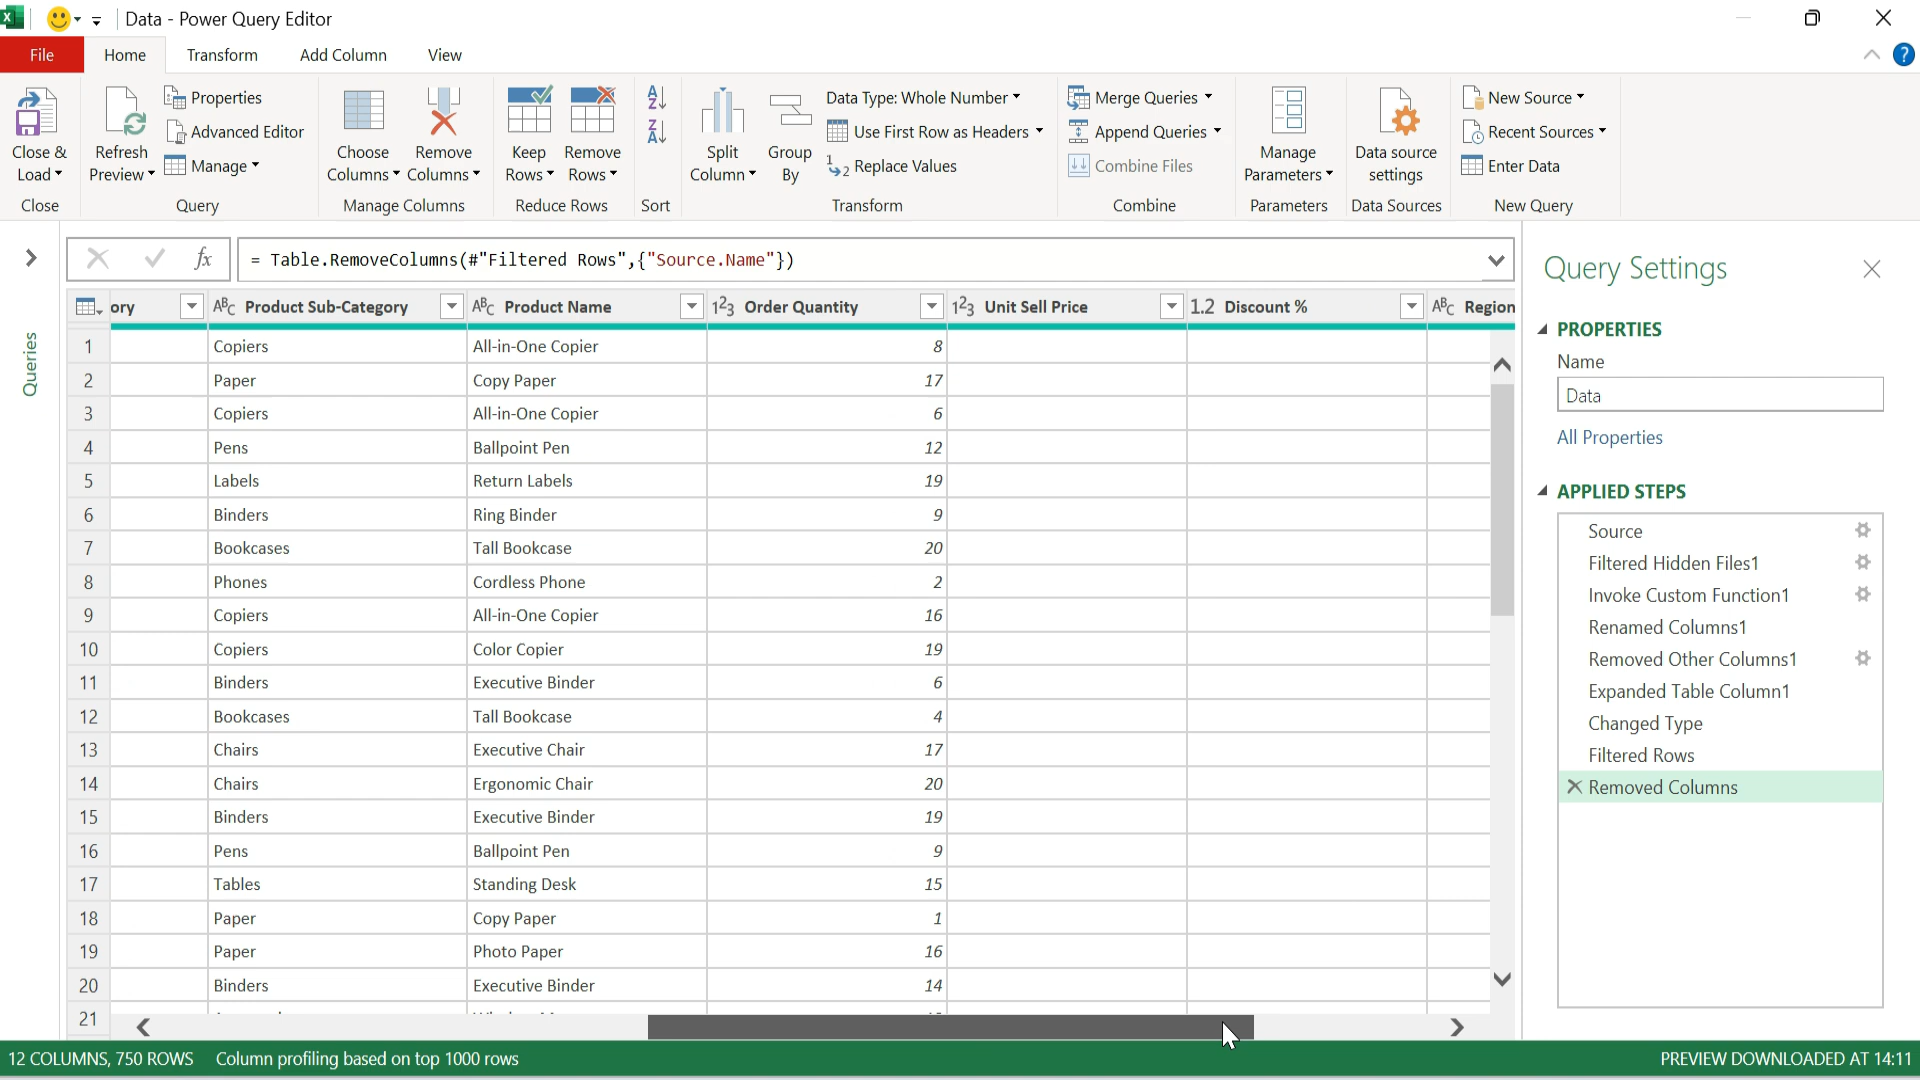 Data - Power Query Editor
File Home Transform Add Column View
Close & Load
Close
Refresh Preview
Properties
Advanced Editor
Manage
Query
Choose Columns
Remove Columns
Manage Columns
Keep Rows
Remove Rows
Reduce Rows
Sort
Split Column
Group By
Data Type: Whole Number
Use First Row as Headers
Replace Values
Transform
Merge Queries
Append Queries
Combine Files
Combine
Manage Parameters
Parameters
Data source settings
Data Sources
New Source
Recent Sources
Enter Data
New Query
Queries
fx = Table.RemoveColumns(#"Filtered Rows",{"Source.Name"})
ory ABC Product Sub-Category ABC Product Name 123 Order Quantity 123 Unit Sell Price 1.2 Discount % ABC Region
1 Copiers All-in-One Copier 8
2 Paper Copy Paper 17
3 Copiers All-in-One Copier 6
4 Pens Ballpoint Pen 12
5 Labels Return Labels 19
6 Binders Ring Binder 9
7 Bookcases Tall Bookcase 20
8 Phones Cordless Phone 2
9 Copiers All-in-One Copier 16
10 Copiers Color Copier 19
11 Binders Executive Binder 6
12 Bookcases Tall Bookcase 4
13 Chairs Executive Chair 17
14 Chairs Ergonomic Chair 20
15 Binders Executive Binder 19
16 Pens Ballpoint Pen 9
17 Tables Standing Desk 15
18 Paper Copy Paper 1
19 Paper Photo Paper 16
20 Binders Executive Binder 14
21
Query Settings
PROPERTIES
Name
Data
All Properties
APPLIED STEPS
Source
Filtered Hidden Files1
Invoke Custom Function1
Renamed Columns1
Removed Other Columns1
Expanded Table Column1
Changed Type
Filtered Rows
Removed Columns
12 COLUMNS, 750 ROWS Column profiling based on top 1000 rows PREVIEW DOWNLOADED AT 14:11